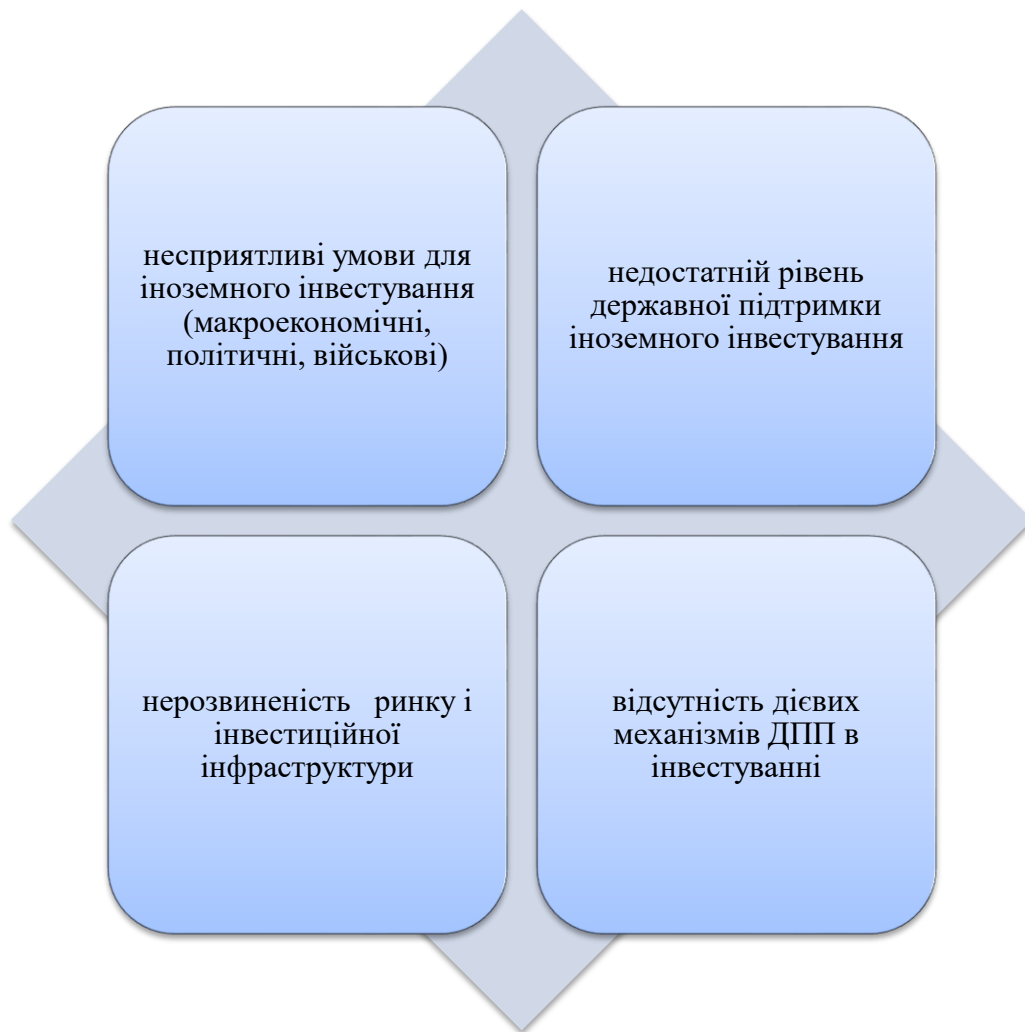 несприятливі умови для
іноземного інвестування
(макроекономічні,
політичні, військові)
недостатній рівень
державної підтримки
іноземного інвестування
нерозвиненість   ринку і
інвестиційної
інфраструктури
відсутність дієвих
механізмів ДПП в
інвестуванні